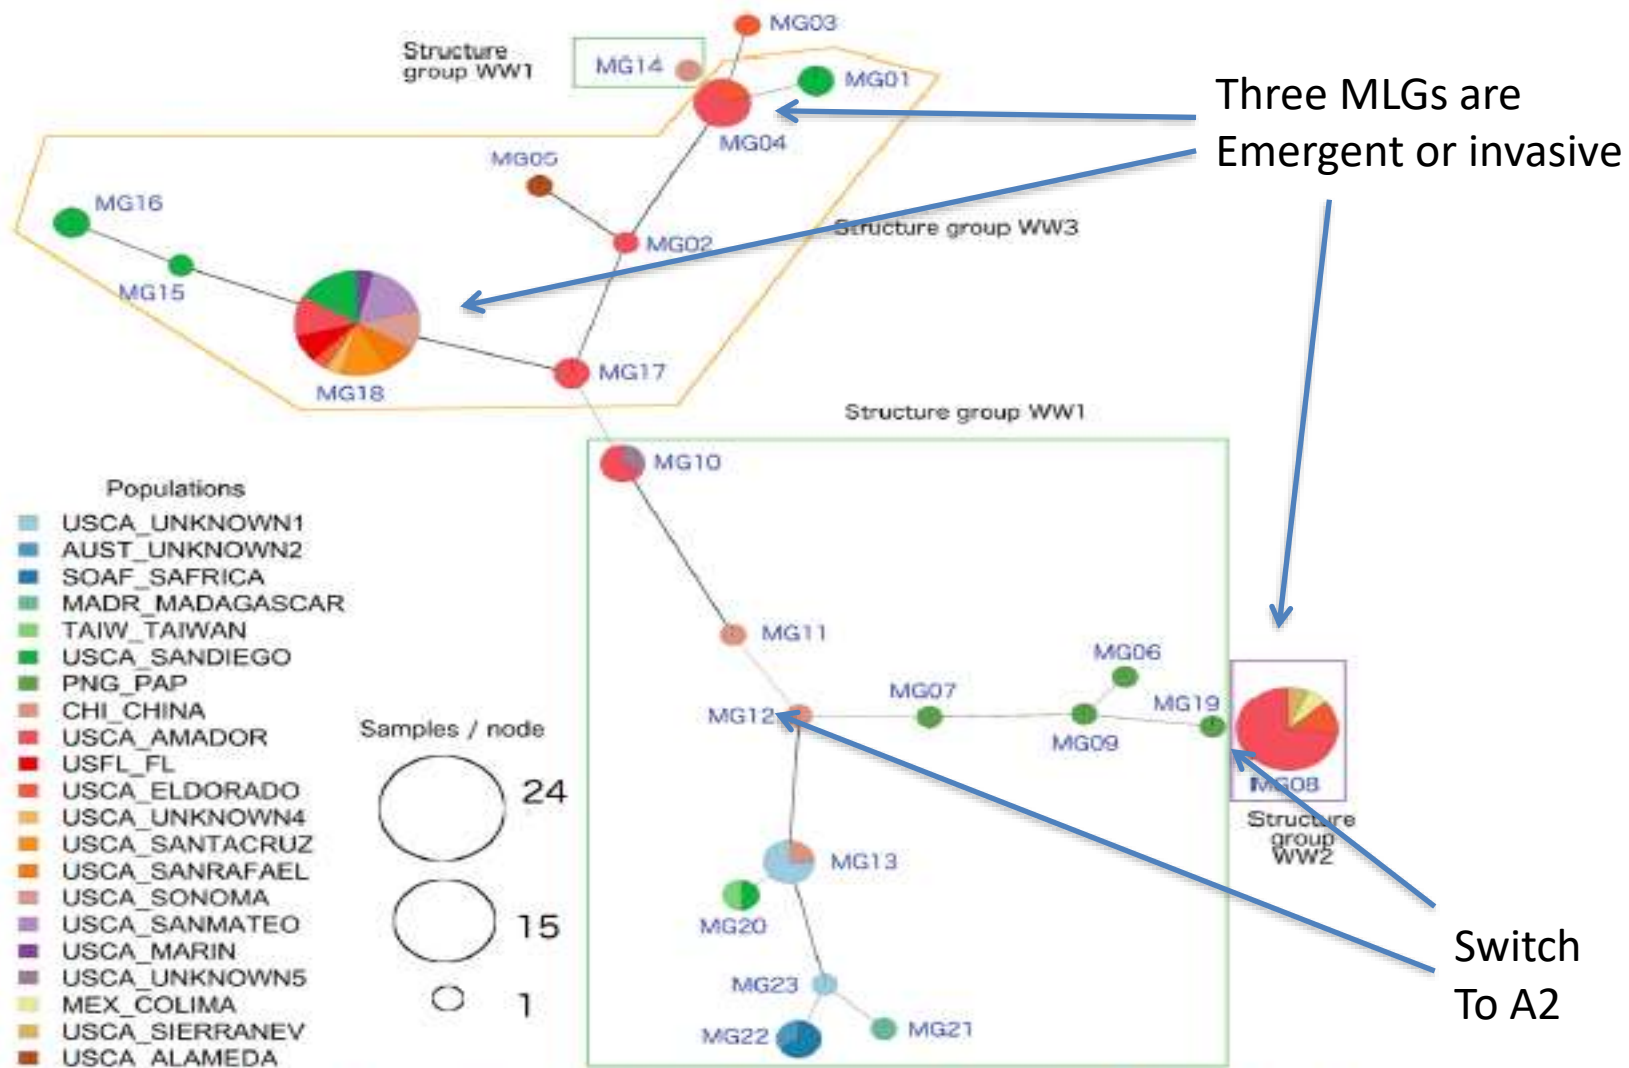 MG03
Structure
group WW1
MG14
MG01
MG04
Three MLGs are
Emergent or invasive
MG05
MG16
MG02
Structure group WW3
MG15
MG17
MG18
Structure group WW1
MG10
Populations
USCA_UNKNOWN1
AUST_UNKNOWN2
SOAF_SAFRICA
MADR_MADAGASCAR
TAIW_TAIWAN
USCA_SANDIEGO
PNG_PAP
CHI_CHINA
USCA_AMADOR
USFL_FL
USCA_ELDORADO
USCA_UNKNOWN4
USCA_SANTACRUZ
USCA_SANRAFAEL
USCA_SONOMA
USCA_SANMATEO
USCA_MARIN
USCA_UNKNOWN5
MEX_COLIMA
USCA_SIERRANEV
USCA_ALAMEDA
Samples / node
24
15
1
MG11
MG06
MG07
MG19
MG12
MG09
MG08
Structure
group
WW2
MG13
MG20
MG23
MG22
MG21
Switch
To A2